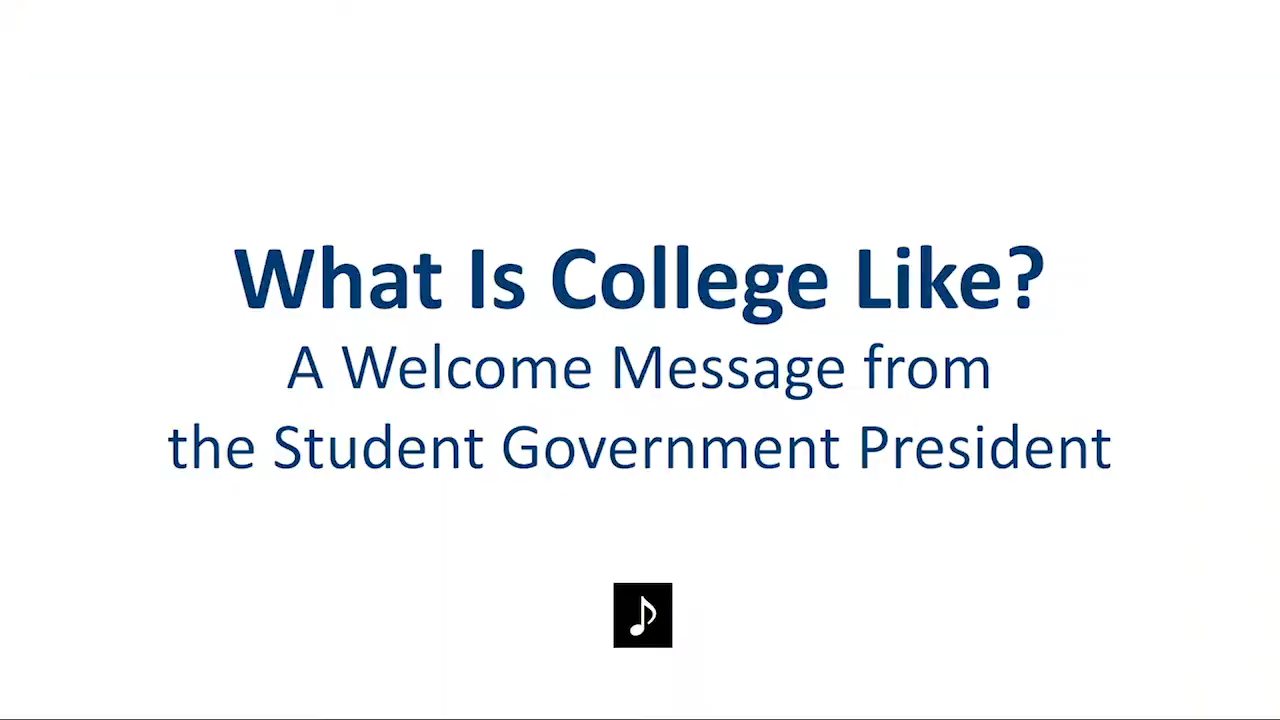 What Is College Like?
A Welcome Message from
the Student Government President
♪